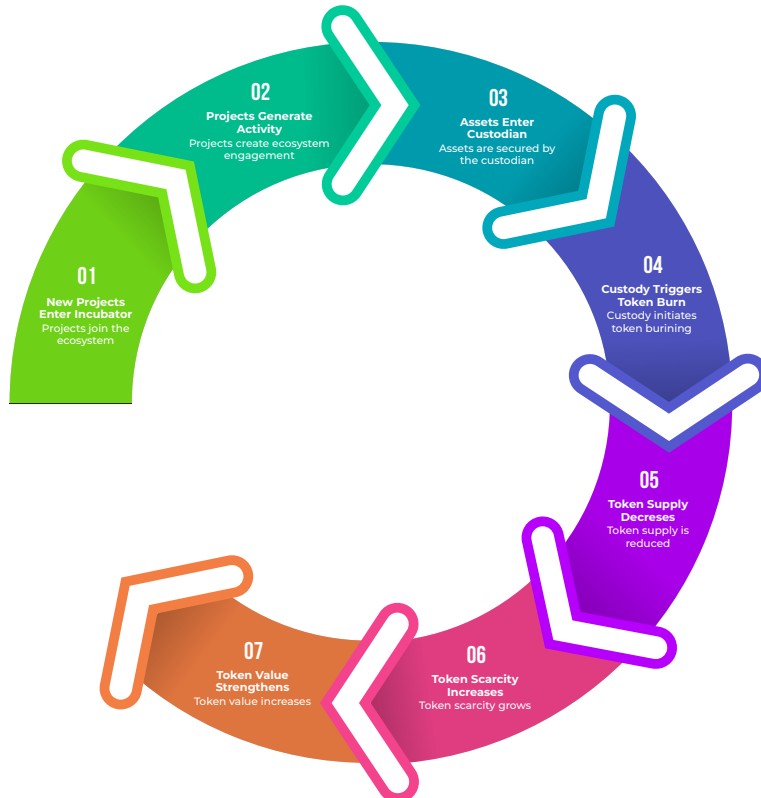 01
New Projects
Enter Incubator
Projects join the
ecosystem
02
Projects Generate
Activity
Projects create ecosystem
engagement
03
Assets Enter
Custodian
Assets are secured by
the custodian
04
Custody Triggers
Token Burn
Custody initiates
token burining
05
Token Supply
Decreses
Token supply is
reduced
06
Token Scarcity
Increases
Token scarcity grows
07
Token Value
Strengthens
Token value increases